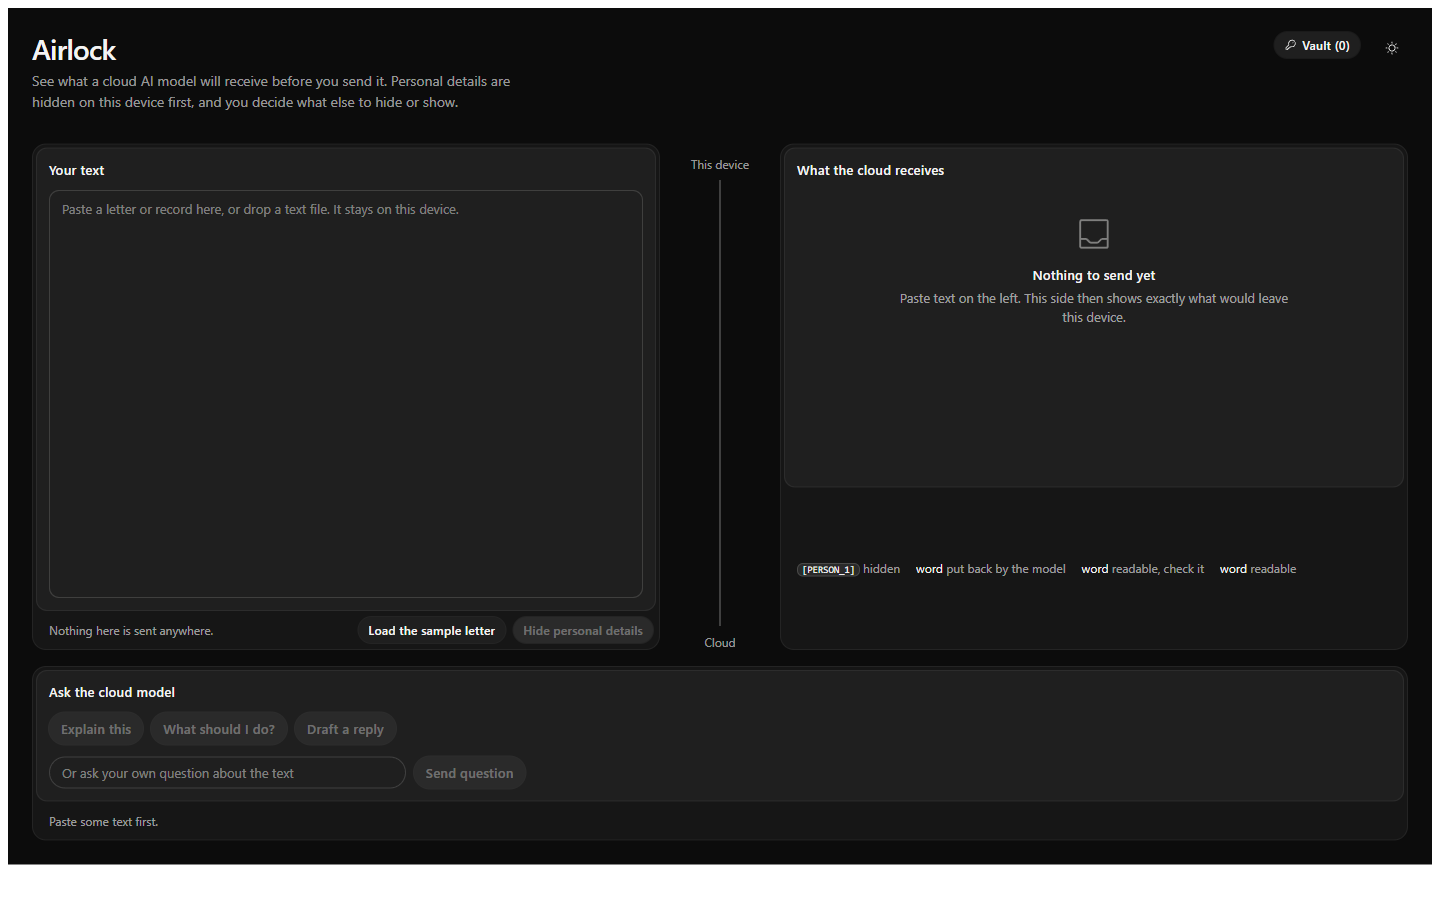 Airlock
Vault (0)
See what a cloud AI model will receive before you send it. Personal details are
hidden on this device first, and you decide what else to hide or show.
Your text
Paste a letter or record here, or drop a text file. It stays on this device.
Nothing here is sent anywhere.
Load the sample letter
Hide personal details
This device
Cloud
What the cloud receives
Nothing to send yet
Paste text on the left. This side then shows exactly what would leave
this device.
[PERSON_1] hidden word put back by the model word readable, check it word readable
Ask the cloud model
Explain this
What should I do?
Draft a reply
Or ask your own question about the text
Send question
Paste some text first.